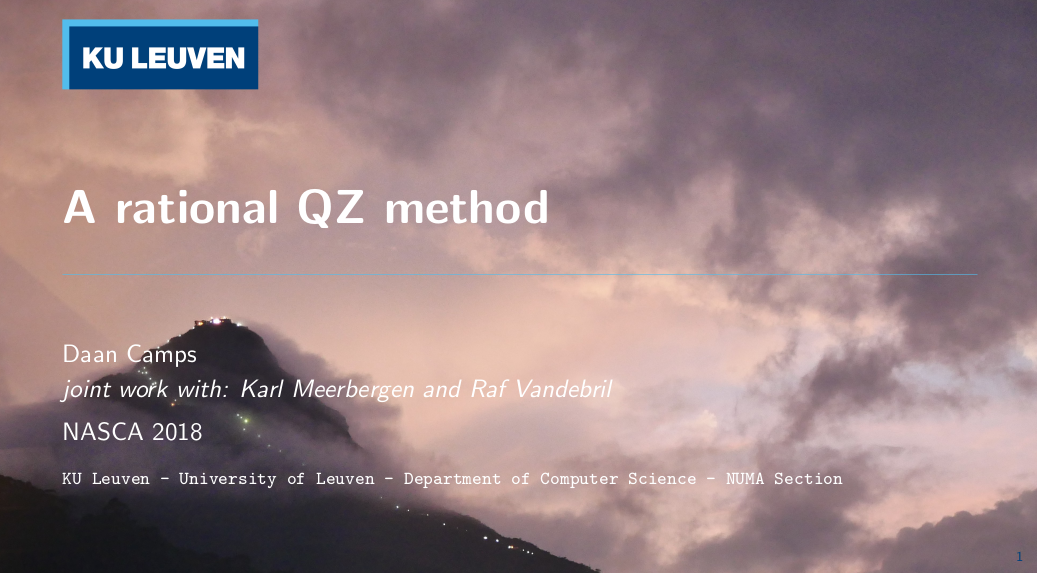 KU LEUVEN
A rational QZ method
Daan Camps
joint work with: Karl Meerbergen and Raf Vandebril
NASCA 2018
KU Leuven - University of Leuven - Department of Computer Science - NUMA Section
1